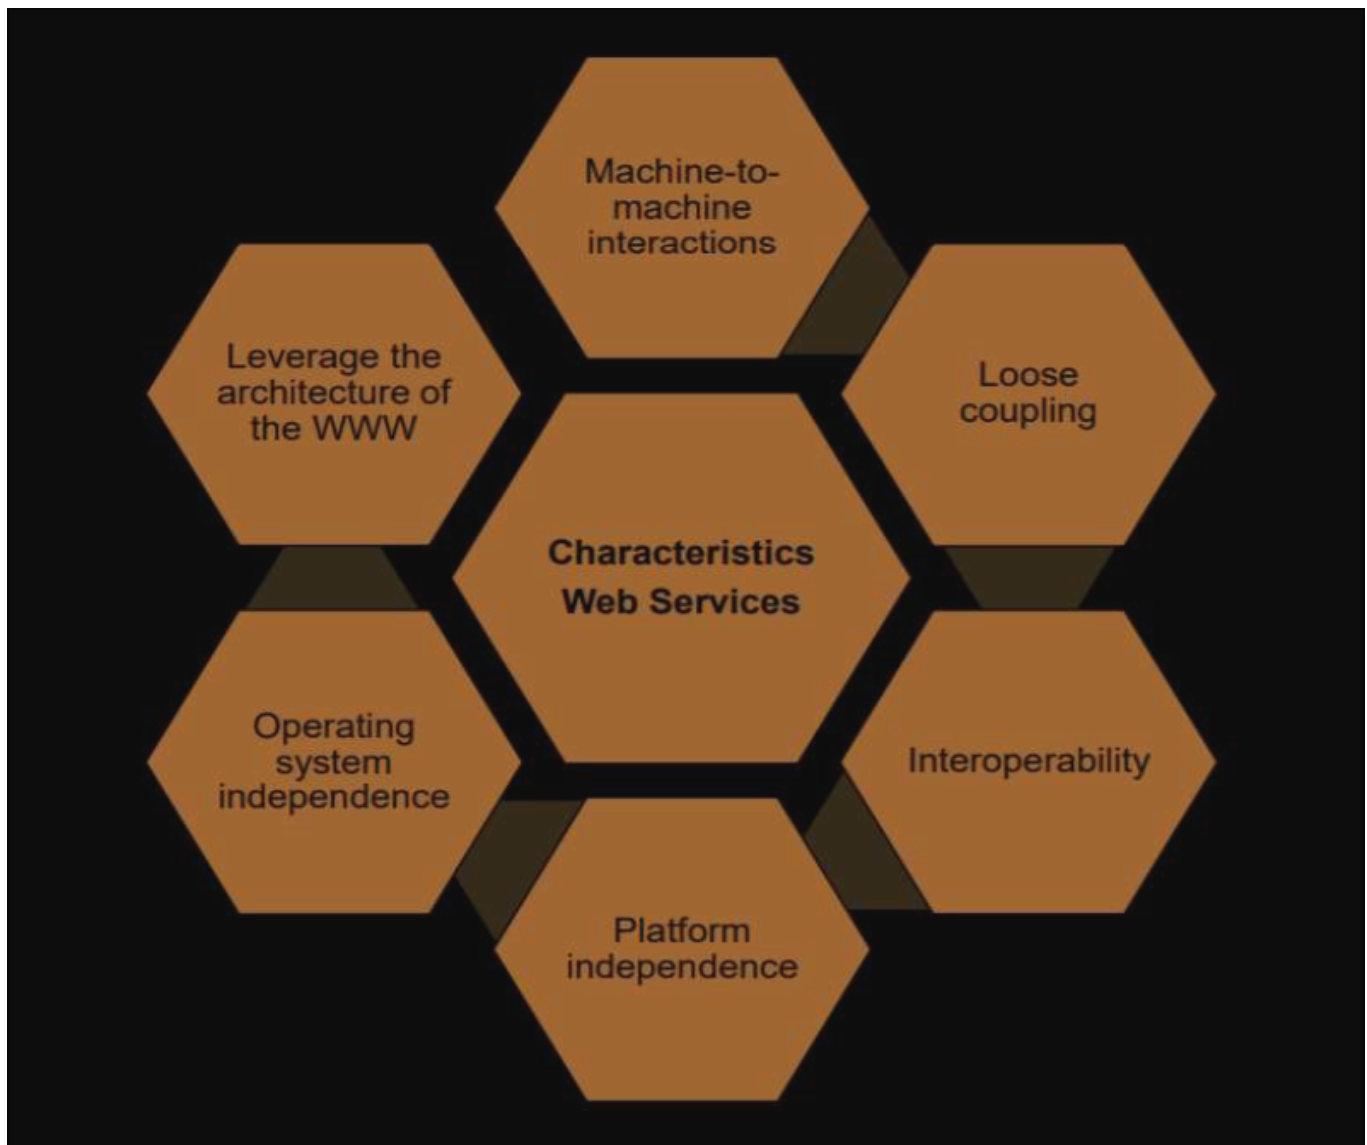 Machine-to-
machine
interactions
Leverage the
architecture of
the WWW
Loose
coupling
Characteristics
Web Services
Operating
system
independence
Interoperability
Platform
independence